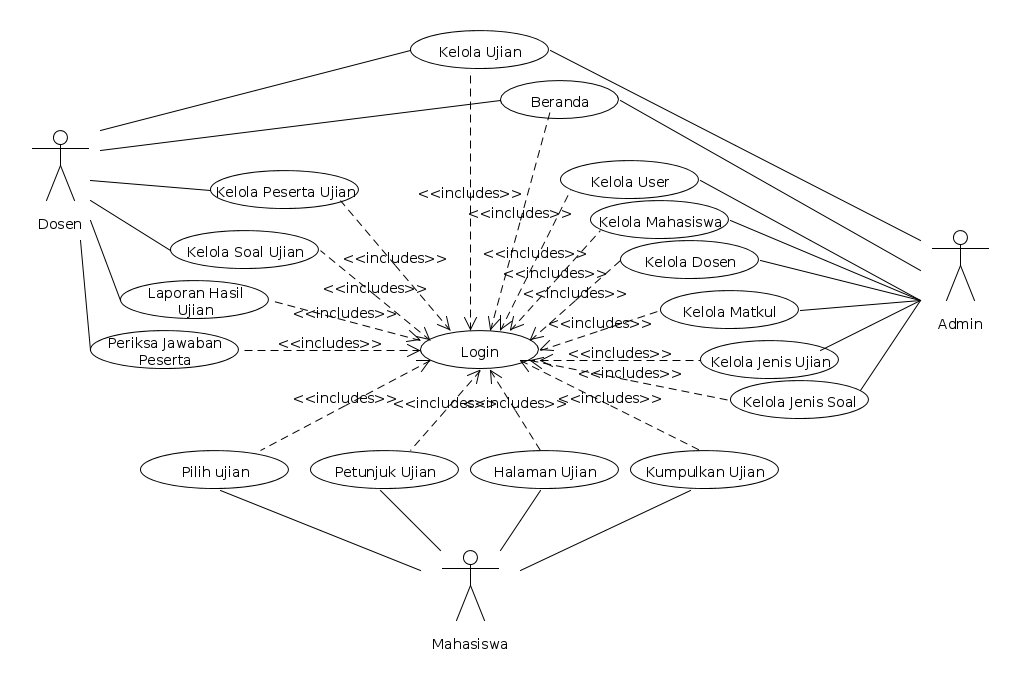 Kelola Ujian
Beranda
Kelola User
Kelola Peserta Ujian
<<includes>>
<<includes>>
Kelola Mahasiswa
Dosen
Kelola Soal Ujian
<<includes>>
<<includes>>
Kelola Dosen
<<includes>>
<<includes>>
<<includes>>
<<includes>>
Laporan Hasil
Ujian
<<includes>>
Kelola Matkul
Admin
<<includes>>
Periksa Jawaban
Peserta
<<includes>>
Login
<<includes>>
Kelola Jenis Ujian
<<includes>>
<<includes>>
<<includes>>
<<includes>>
<<includes>>
Kelola Jenis Soal
Pilih ujian
Petunjuk Ujian
Halaman Ujian
Kumpulkan Ujian
Mahasiswa